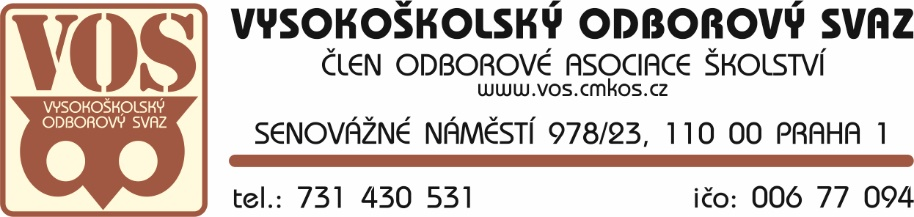 VOS
VYSOKOŠKOLSKÝ
ODBOROVÝ SVAZ
VYSOKOŠKOLSKÝ ODBOROVÝ SVAZ
ČLEN ODBOROVÉ ASOCIACE ŠKOLSTVÍ
www.vos.cmkos.cz
SENOVÁŽNÉ NÁMĚSTÍ 978/23, 110 00 PRAHA 1
tel.: 731 430 531
ičo: 006 77 094